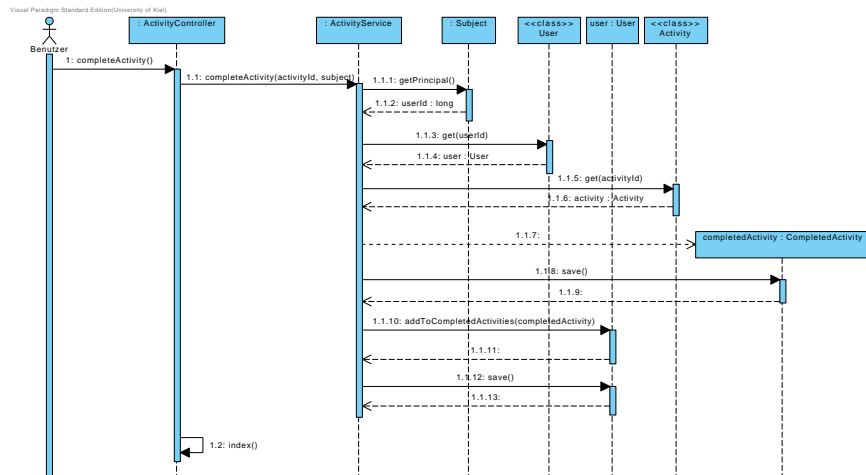 Visual Paradigm Standard Edition(University of Kiel)
: ActivityController
: ActivityService
: Subject
<<class>>
User
user : User
<<class>>
Activity
Benutzer
1: completeActivity()
1.1: completeActivity(activityId, subject)
1.1.1: getPrincipal()
1.1.2: userId : long
1.1.3: get(userId)
1.1.4: user : User
1.1.5: get(activityId)
1.1.6: activity : Activity
1.1.7:
completedActivity : CompletedActivity
1.1.8: save()
1.1.9:
1.1.10: addToCompletedActivities(completedActivity)
1.1.11:
1.1.12: save()
1.1.13:
1.2: index()